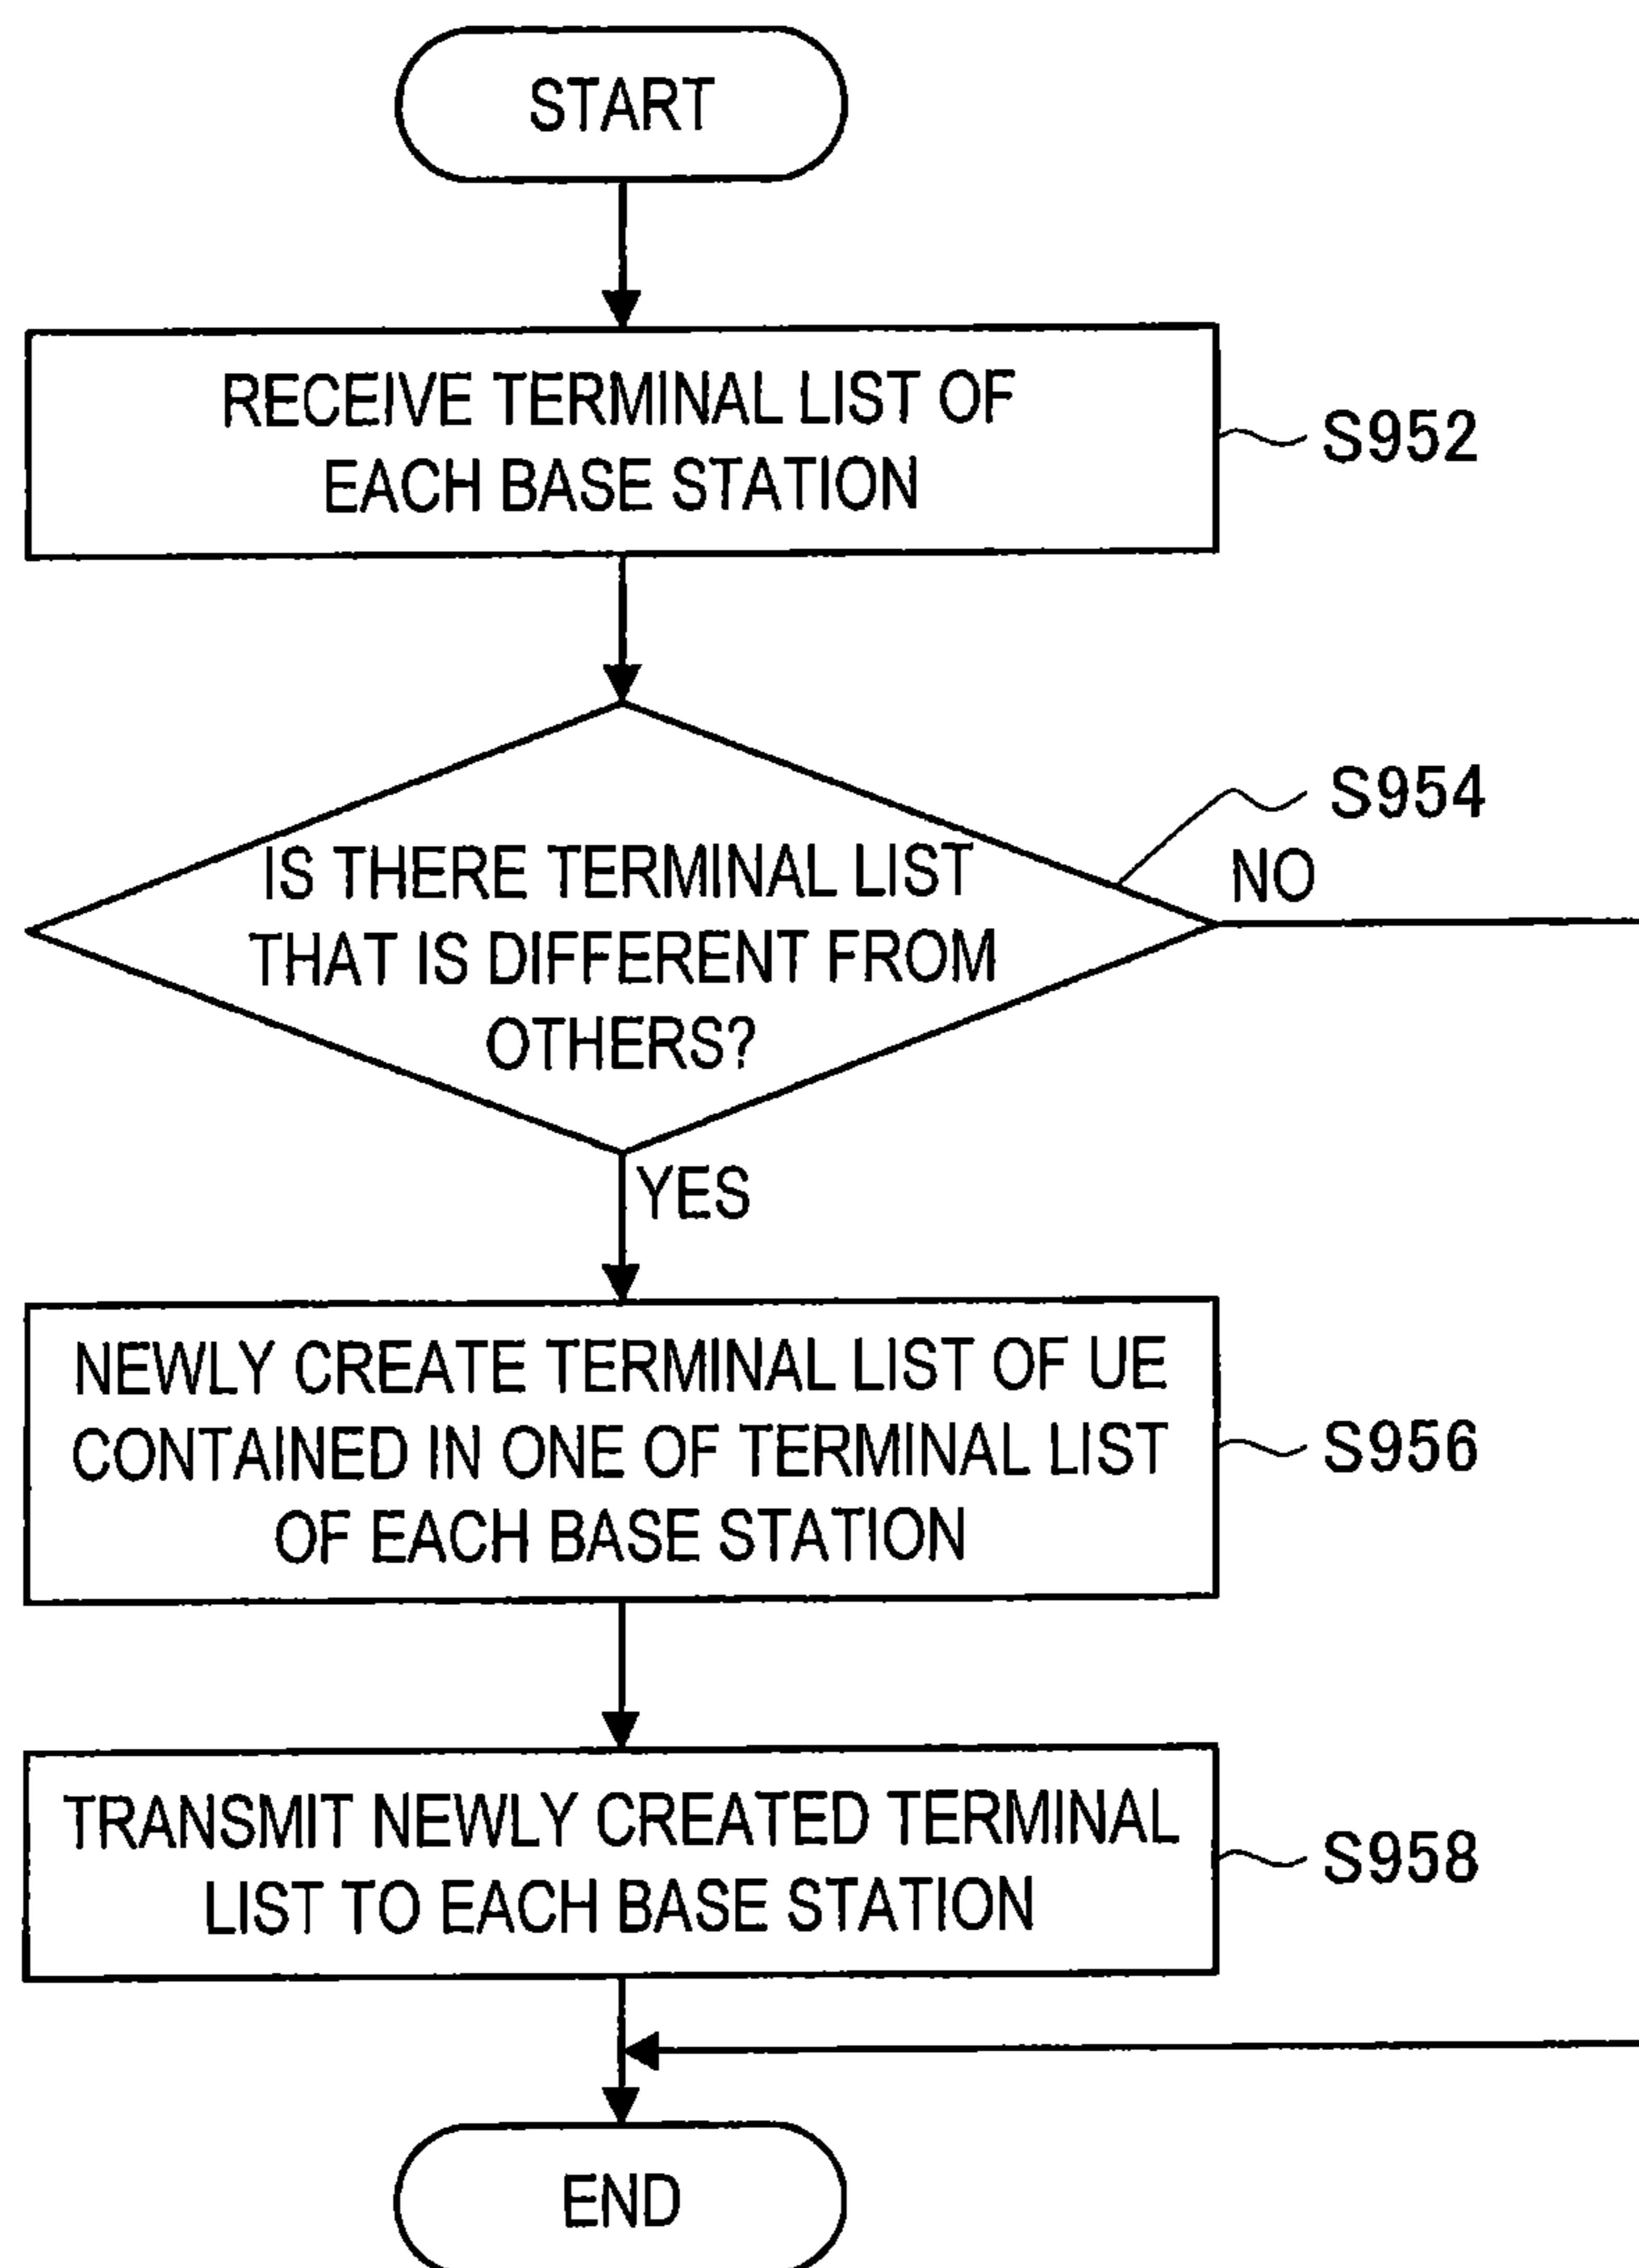 START
RECEIVE TERMINAL LIST OF
EACH BASE STATION
S952
S954
NO
IS THERE TERMINAL LIST
THAT IS DIFFERENT FROM
OTHERS?
YES
NEWLY CREATE TERMINAL LIST OF UE
CONTAINED IN ONE OF TERMINAL LIST
OF EACH BASE STATION
S956
TRANSMIT NEWLY CREATED TERMINAL
LIST TO EACH BASE STATION
S958
END